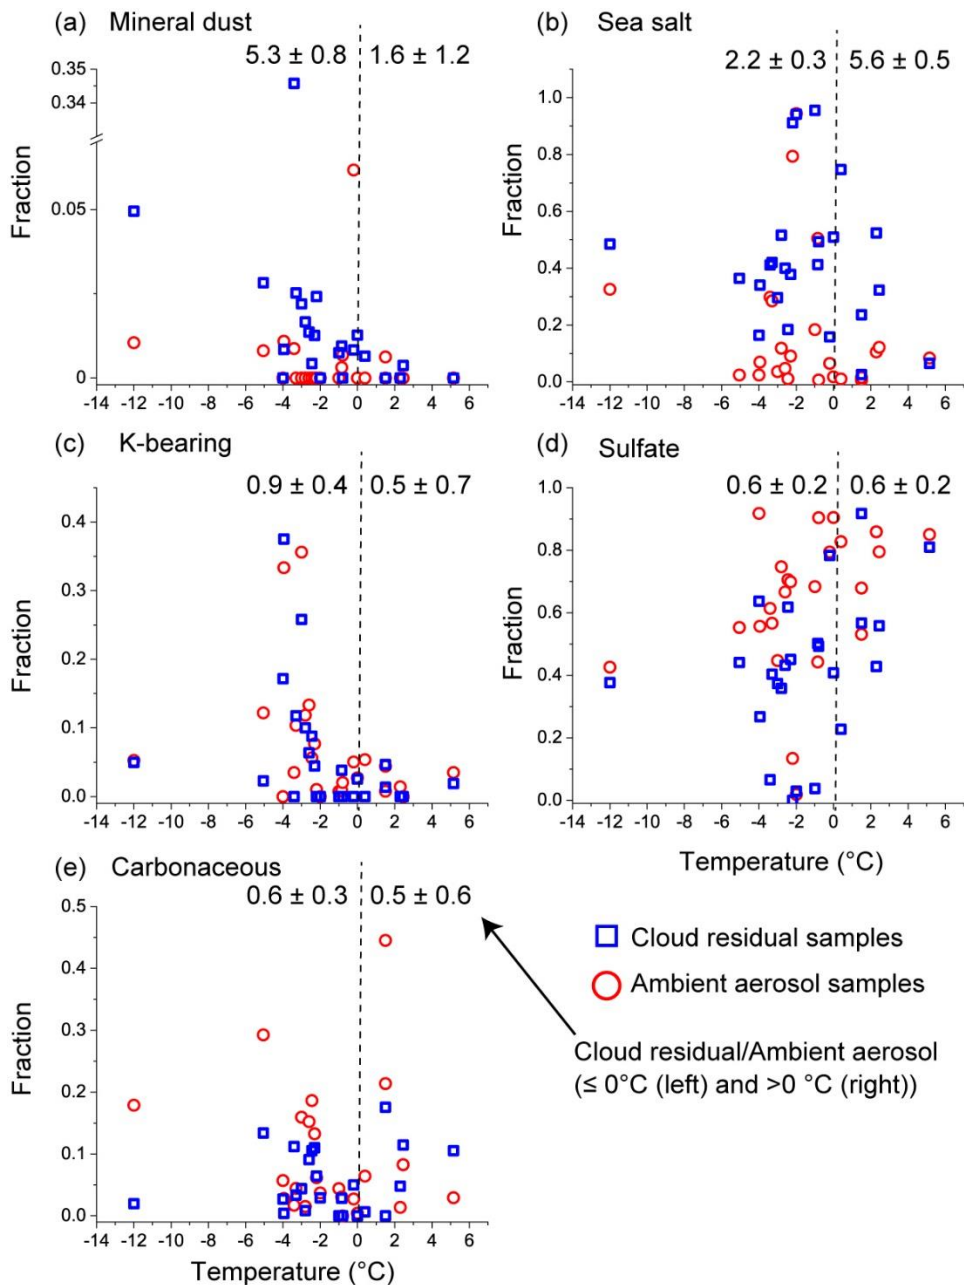 (a) Mineral dust
5.3 ± 0.8 1.6 ± 1.2
0.35
0.34
0.05
0
Fraction
-14 -12 -10 -8 -6 -4 -2 0 2 4 6
(b) Sea salt
2.2 ± 0.3 5.6 ± 0.5
1.0
0.8
0.6
0.4
0.2
0.0
Fraction
-14 -12 -10 -8 -6 -4 -2 0 2 4 6
(c) K-bearing
0.9 ± 0.4 0.5 ± 0.7
0.4
0.3
0.2
0.1
0.0
Fraction
-14 -12 -10 -8 -6 -4 -2 0 2 4 6
(d) Sulfate
0.6 ± 0.2 0.6 ± 0.2
1.0
0.8
0.6
0.4
0.2
0.0
Fraction
-14 -12 -10 -8 -6 -4 -2 0 2 4 6
Temperature (°C)
(e) Carbonaceous
0.6 ± 0.3 0.5 ± 0.6
0.5
0.4
0.3
0.2
0.1
0.0
Fraction
-14 -12 -10 -8 -6 -4 -2 0 2 4 6
Temperature (°C)
Cloud residual samples
Ambient aerosol samples
Cloud residual/Ambient aerosol
(≤ 0°C (left) and >0 °C (right))